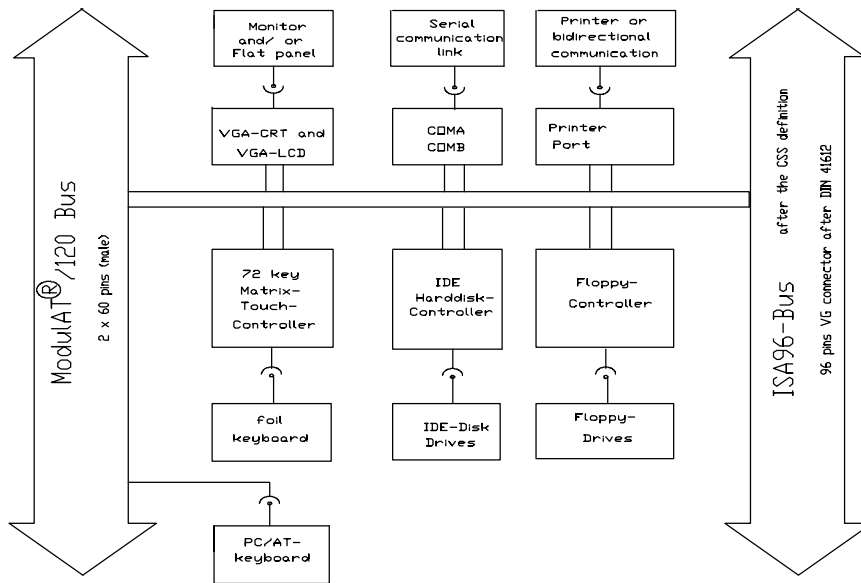 Monitor
and/ or
Flat panel
Serial
communication
link
Printer or
bidirectional
communication
VGA-CRT and
VGA-LCD
COMA
COMB
Printer
Port
72 key
Matrix-
Touch-
Controller
IDE
Harddisk-
Controller
Floppy-
Controller
foil
keyboard
IDE-Disk
Drives
Floppy-
Drives
PC/AT-
keyboard
ModulAT®/120 Bus
2 x 60 pins (male)
ISA96-Bus after the CSS definition
96 pins VG connector after DIN 41612